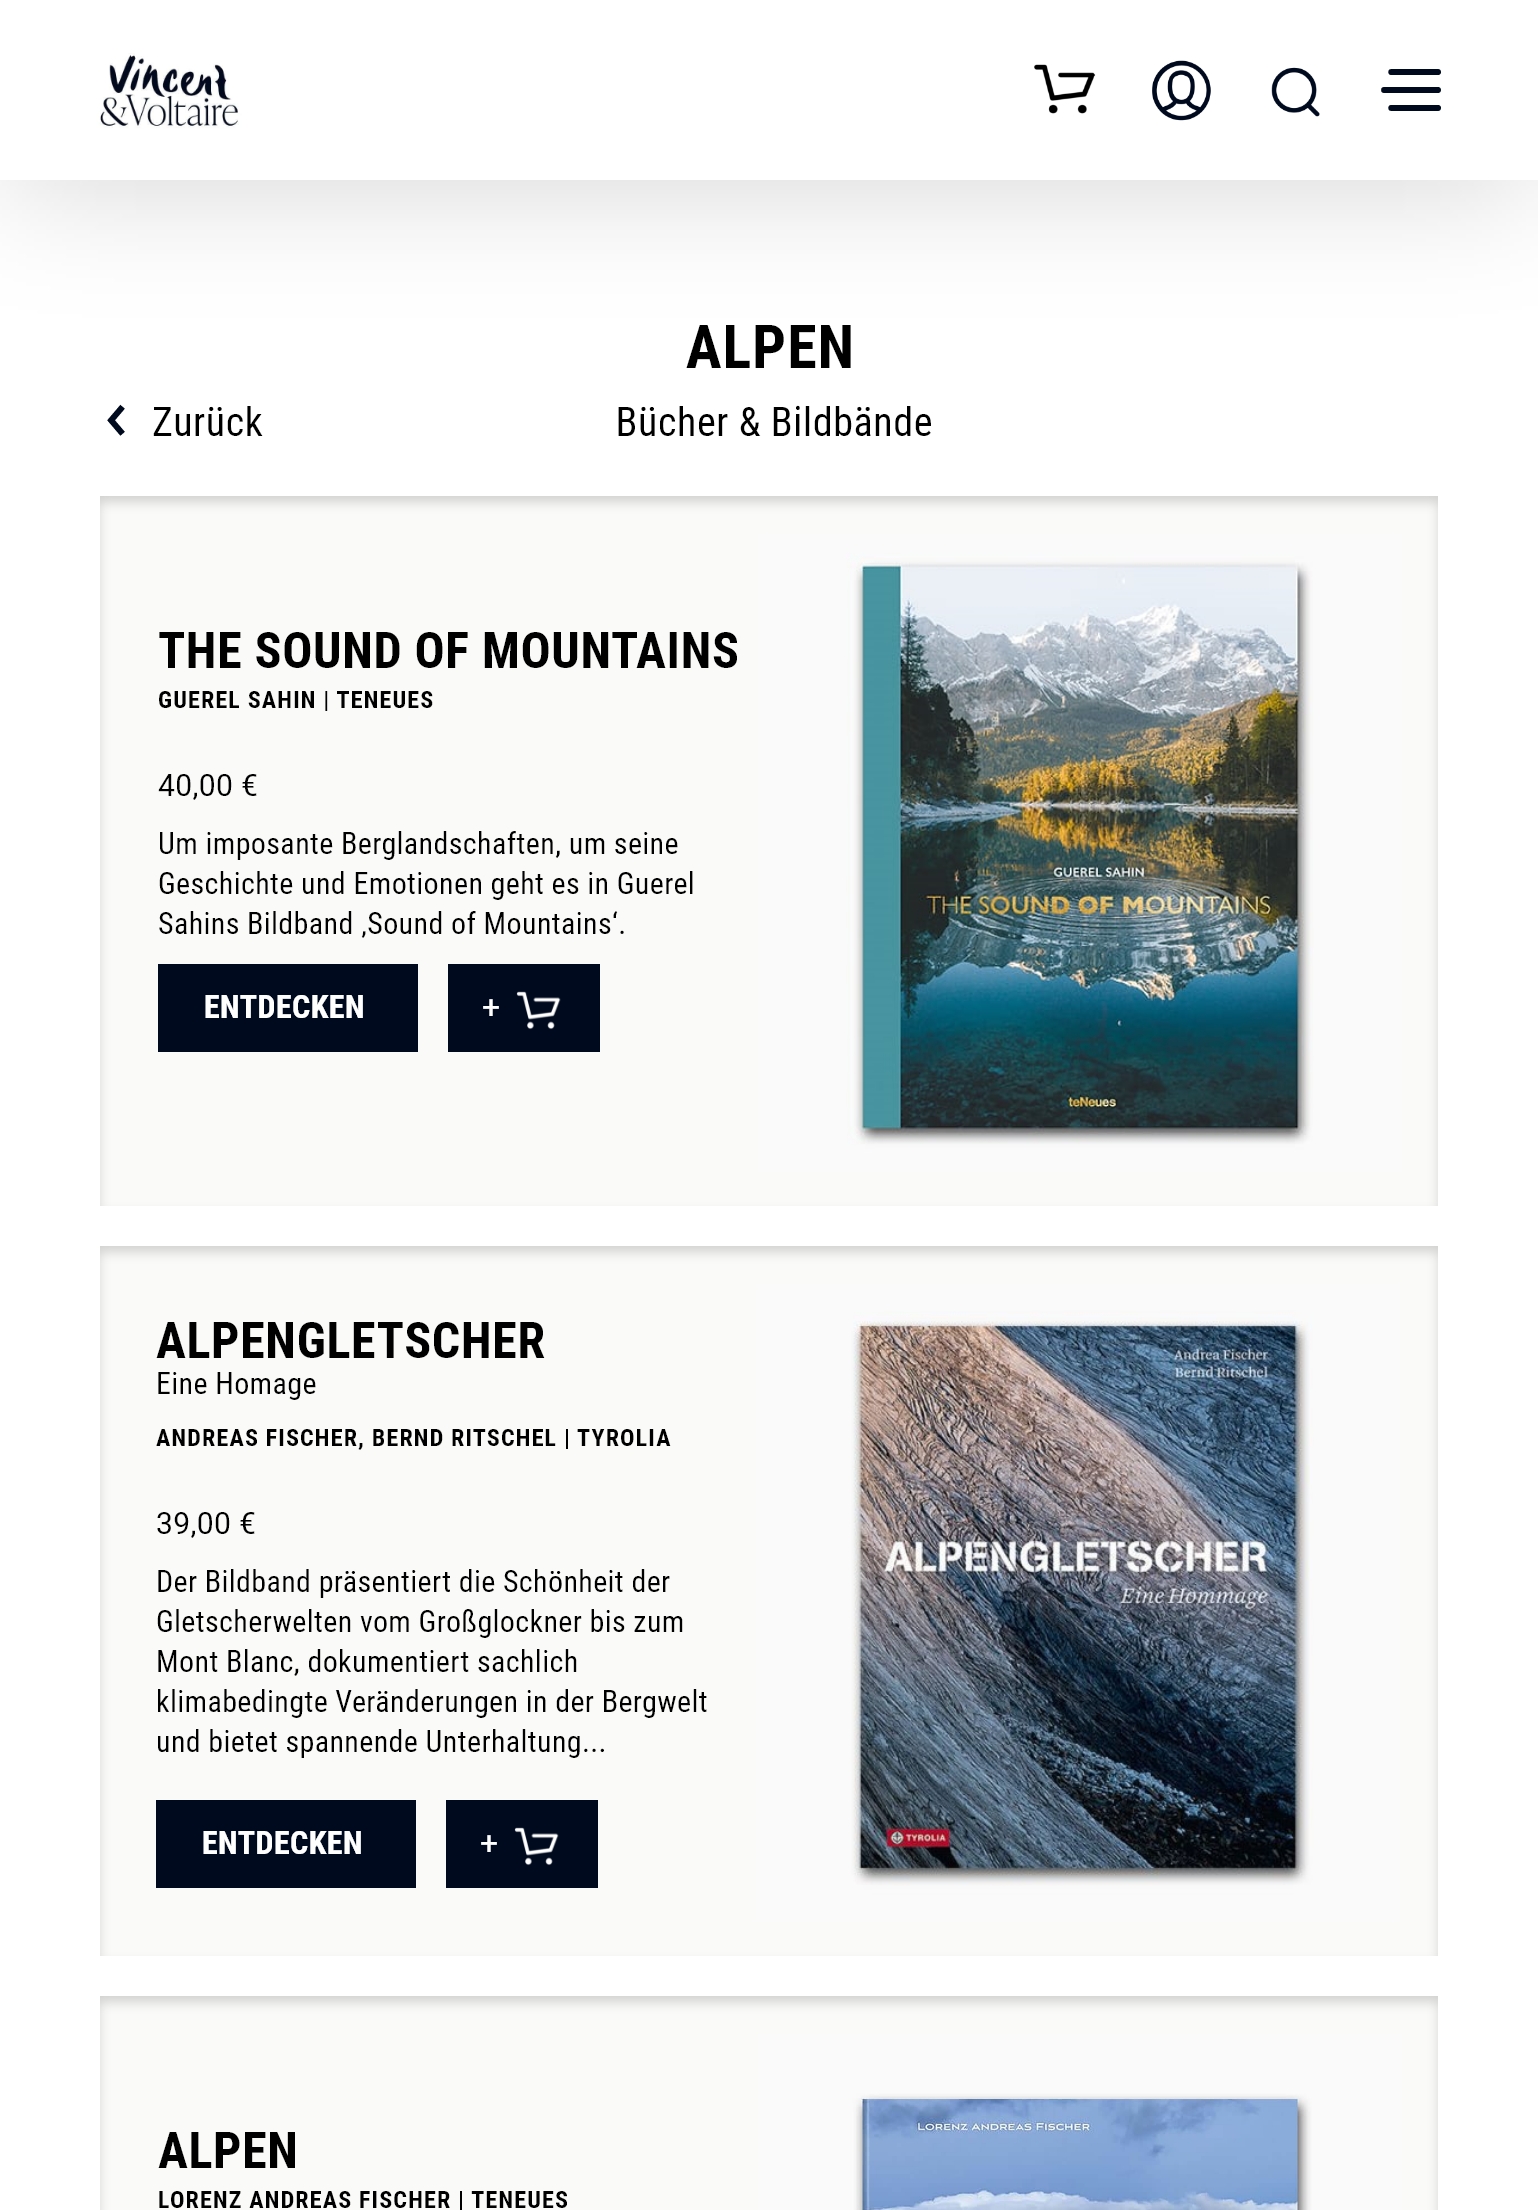 Vincent
&Voltaire
ALPEN
Zurück
Bücher & Bildbände
THE SOUND OF MOUNTAINS
GUEREL SAHIN | TENEUES
40,00 €
Um imposante Berglandschaften, um seine
Geschichte und Emotionen geht es in Guerel
Sahins Bildband ‚Sound of Mountains‘.
ENTDECKEN
+
GUEREL SAHIN
THE SOUND OF MOUNTAINS
teNeues
ALPENGLETSCHER
Eine Homage
ANDREAS FISCHER, BERND RITSCHEL | TYROLIA
39,00 €
Der Bildband präsentiert die Schönheit der
Gletscherwelten vom Großglockner bis zum
Mont Blanc, dokumentiert sachlich
klimabedingte Veränderungen in der Bergwelt
und bietet spannende Unterhaltung...
ENTDECKEN
+
Andrea Fischer
Bernd Ritschel
ALPENGLETSCHER
Eine Hommage
TYROLIA
ALPEN
LORENZ ANDREAS FISCHER | TENEUES
LORENZ ANDREAS FISCHER